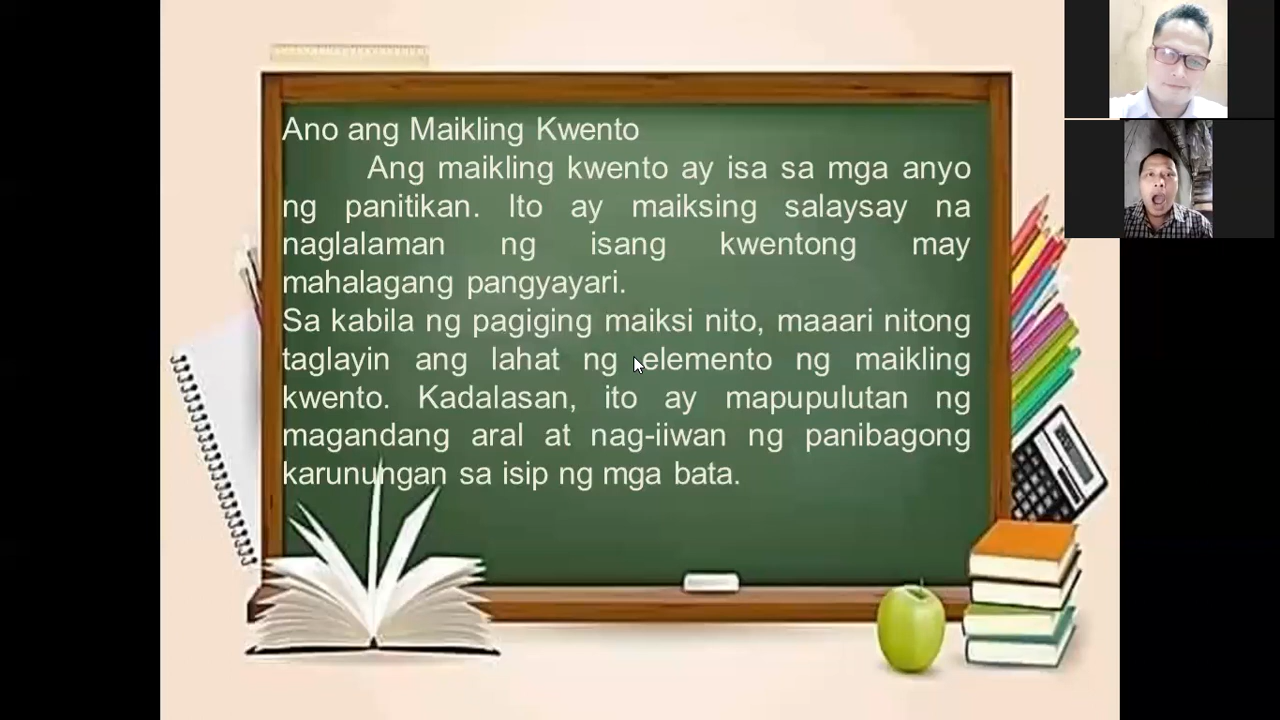 Ano ang Maikling Kwento
Ang maikling kwento ay isa sa mga anyo
ng panitikan. Ito ay maiksing salaysay na
naglalaman ng isang kwentong may
mahalagang pangyayari.
Sa kabila ng pagiging maiksi nito, maaari nitong
taglayin ang lahat ng elemento ng maikling
kwento. Kadalasan, ito ay mapupulutan ng
magandang aral at nag-iiwan ng panibagong
karunungan sa isip ng mga bata.